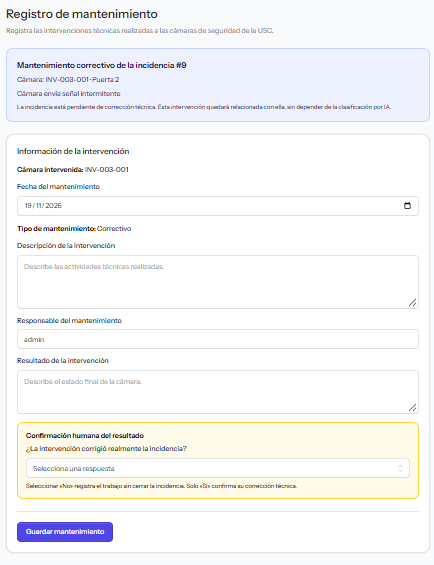 Registro de mantenimiento
Registra las intervenciones técnicas realizadas a las cámaras de seguridad de la USC.
Mantenimiento correctivo de la incidencia #9
Cámara: INV-003-001 · Puerta 2
Cámara envía señal intermitente
La incidencia está pendiente de corrección técnica. Esta intervención quedará relacionada con ella, sin depender de la clasificación por IA.
Información de la intervención
Cámara intervenida: INV-003-001
Fecha del mantenimiento
19/11/2026
Tipo de mantenimiento: Correctivo
Descripción de la intervención
Describe las actividades técnicas realizadas.
Responsable del mantenimiento
admin
Resultado de la intervención
Describe el estado final de la cámara.
Confirmación humana del resultado
¿La intervención corrigió realmente la incidencia?
Selecciona una respuesta
Seleccionar «No» registra el trabajo sin cerrar la incidencia. Solo «Sí» confirma su corrección técnica.
Guardar mantenimiento